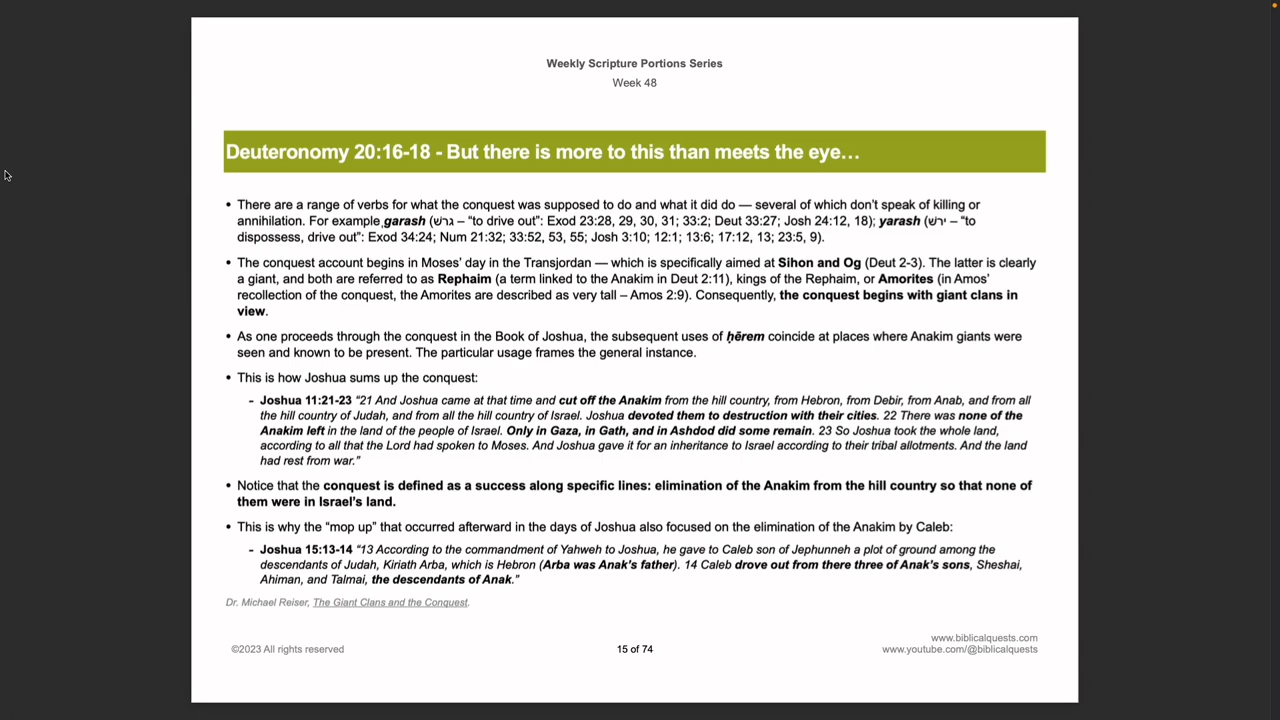 Weekly Scripture Portions Series
Week 48
Deuteronomy 20:16-18 - But there is more to this than meets the eye…
• There are a range of verbs for what the conquest was supposed to do and what it did do — several of which don’t speak of killing or
annihilation. For example garash (גרשׁ – “to drive out”: Exod 23:28, 29, 30, 31; 33:2; Deut 33:27; Josh 24:12, 18); yarash (ירשׁ – “to
dispossess, drive out”: Exod 34:24; Num 21:32; 33:52, 53, 55; Josh 3:10; 12:1; 13:6; 17:12, 13; 23:5, 9).
• The conquest account begins in Moses’ day in the Transjordan — which is specifically aimed at Sihon and Og (Deut 2-3). The latter is clearly
a giant, and both are referred to as Rephaim (a term linked to the Anakim in Deut 2:11), kings of the Rephaim, or Amorites (in Amos’
recollection of the conquest, the Amorites are described as very tall – Amos 2:9). Consequently, the conquest begins with giant clans in
view.
• As one proceeds through the conquest in the Book of Joshua, the subsequent uses of ḥērem coincide at places where Anakim giants were
seen and known to be present. The particular usage frames the general instance.
• This is how Joshua sums up the conquest:
- Joshua 11:21-23 “21 And Joshua came at that time and cut off the Anakim from the hill country, from Hebron, from Debir, from Anab, and from all
the hill country of Judah, and from all the hill country of Israel. Joshua devoted them to destruction with their cities. 22 There was none of the
Anakim left in the land of the people of Israel. Only in Gaza, in Gath, and in Ashdod did some remain. 23 So Joshua took the whole land,
according to all that the Lord had spoken to Moses. And Joshua gave it for an inheritance to Israel according to their tribal allotments. And the land
had rest from war.”
• Notice that the conquest is defined as a success along specific lines: elimination of the Anakim from the hill country so that none of
them were in Israel’s land.
• This is why the “mop up” that occurred afterward in the days of Joshua also focused on the elimination of the Anakim by Caleb:
- Joshua 15:13-14 “13 According to the commandment of Yahweh to Joshua, he gave to Caleb son of Jephunneh a plot of ground among the
descendants of Judah, Kiriath Arba, which is Hebron (Arba was Anak’s father). 14 Caleb drove out from there three of Anak’s sons, Sheshai,
Ahiman, and Talmai, the descendants of Anak.”
Dr. Michael Reiser, The Giant Clans and the Conquest.
©2023 All rights reserved
15 of 74
www.biblicalquests.com
www.youtube.com/@biblicalquests